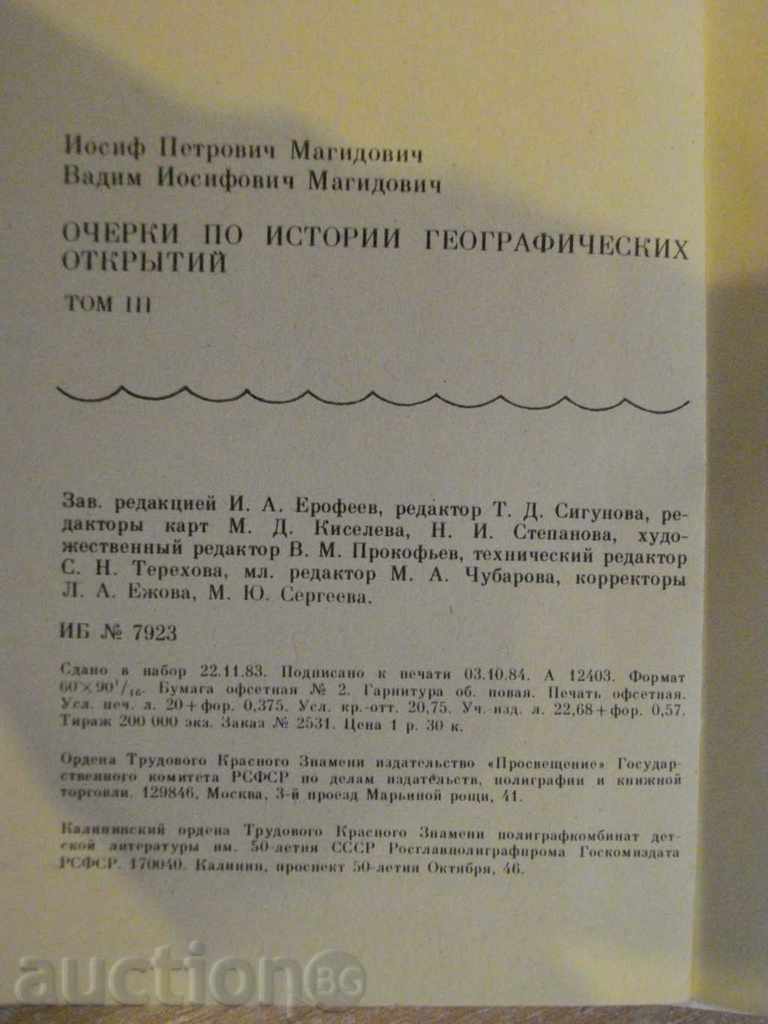 Иосиф Петрович Магидович
Вадим Иосифович Магидович
ОЧЕРКИ ПО ИСТОРИИ ГЕОГРАФИЧЕСКИХ
ОТКРЫТИЙ
ТОМ III
Зав. редакцией И. А. Ерофеев, редактор Т. Д. Сигунова, ре-
дакторы карт М. Д. Киселева, Н. И. Степанова, худо-
жественный редактор В. М. Прокофьев, технический редактор
С. Н. Терехова, мл. редактор М. А. Чубарова, корректоры
Л. А. Ежова, М. Ю. Сергеева.
ИБ № 7923
Сдано в набор 22.11.83. Подписано к печати 03.10.84. А 12403. Формат
60×90¹/₁₆. Бумага офсетная № 2. Гарнитура об. новая. Печать офсетная.
Усл. печ. л. 20+фор. 0,375. Усл. кр.-отт. 20,75. Уч.-изд. л. 22,68+фор. 0,57.
Тираж 200 000 экз. Заказ № 2531. Цена 1 р. 30 к.
Ордена Трудового Красного Знамени издательство «Просвещение» Государ-
ственного комитета РСФСР по делам издательств, полиграфии и книжной
торговли. 129846, Москва, 3-й проезд Марьиной рощи, 41.
Калининский ордена Трудового Красного Знамени полиграфкомбинат дет-
ской литературы им. 50-летия СССР Росглавполиграфпрома Госкомиздата
РСФСР. 170040. Калинин, проспект 50-летия Октября, 46.
auctionBG